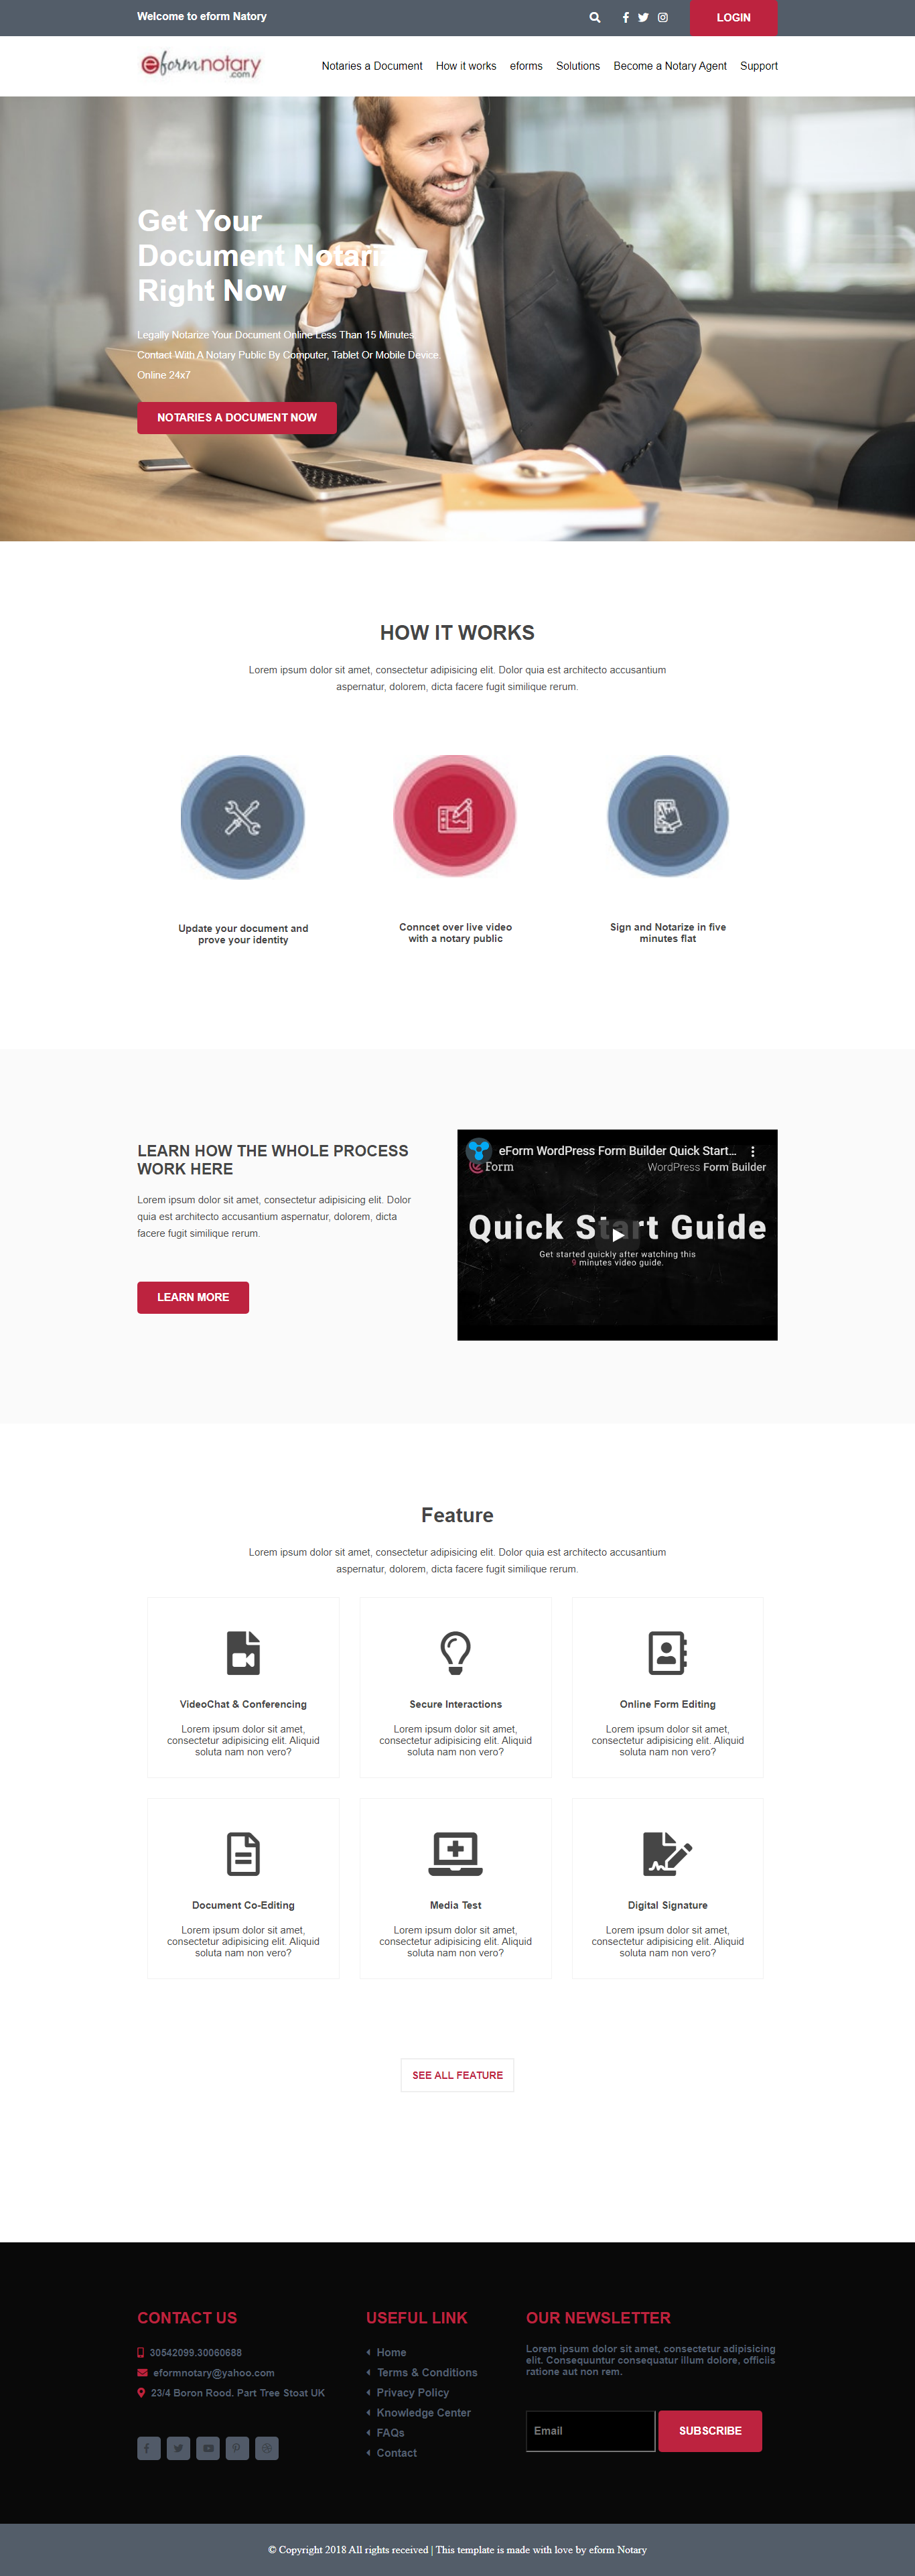 Welcome to eform Natory
LOGIN
eformnotary
.com
Notaries a Document How it works eforms Solutions Become a Notary Agent Support
Get Your
Document Notari
Right Now
Legally Notarize Your Document Online Less Than 15 Minutes.
Contact With A Notary Public By Computer, Tablet Or Mobile Device.
Online 24x7
NOTARIES A DOCUMENT NOW
HOW IT WORKS
Lorem ipsum dolor sit amet, consectetur adipisicing elit. Dolor quia est architecto accusantium
aspernatur, dolorem, dicta facere fugit similique rerum.
Update your document and
prove your identity
Conncet over live video
with a notary public
Sign and Notarize in five
minutes flat
LEARN HOW THE WHOLE PROCESS
WORK HERE
Lorem ipsum dolor sit amet, consectetur adipisicing elit. Dolor
quia est architecto accusantium aspernatur, dolorem, dicta
facere fugit similique rerum.
LEARN MORE
eForm WordPress Form Builder Quick Start...
eForm
WordPress Form Builder
Quick Start Guide
Get started quickly after watching this
9 minutes video guide.
Feature
Lorem ipsum dolor sit amet, consectetur adipisicing elit. Dolor quia est architecto accusantium
aspernatur, dolorem, dicta facere fugit similique rerum.
VideoChat & Conferencing
Lorem ipsum dolor sit amet,
consectetur adipisicing elit. Aliquid
soluta nam non vero?
Secure Interactions
Lorem ipsum dolor sit amet,
consectetur adipisicing elit. Aliquid
soluta nam non vero?
Online Form Editing
Lorem ipsum dolor sit amet,
consectetur adipisicing elit. Aliquid
soluta nam non vero?
Document Co-Editing
Lorem ipsum dolor sit amet,
consectetur adipisicing elit. Aliquid
soluta nam non vero?
Media Test
Lorem ipsum dolor sit amet,
consectetur adipisicing elit. Aliquid
soluta nam non vero?
Digital Signature
Lorem ipsum dolor sit amet,
consectetur adipisicing elit. Aliquid
soluta nam non vero?
SEE ALL FEATURE
CONTACT US
30542099.30060688
eformnotary@yahoo.com
23/4 Boron Rood. Part Tree Stoat UK
USEFUL LINK
Home
Terms & Conditions
Privacy Policy
Knowledge Center
FAQs
Contact
OUR NEWSLETTER
Lorem ipsum dolor sit amet, consectetur adipisicing
elit. Consequuntur consequatur illum dolore, officiis
ratione aut non rem.
Email
SUBSCRIBE
© Copyright 2018 All rights received | This template is made with love by eform Notary